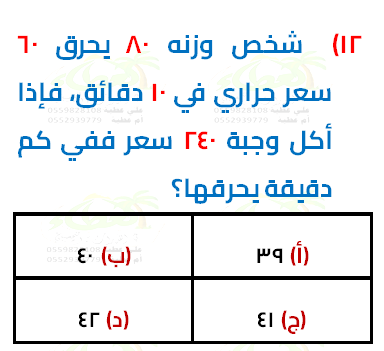 ١٢) شخص وزنه ٨٠ يحرق ٦٠
سعر حراري في ١٠ دقائق، فإذا
أكل وجبة ٢٤٠ سعر ففي كم
دقيقة يحرقها؟
(أ) ٣٩
(ب) ٤٠
(ج) ٤١
(د) ٤٢